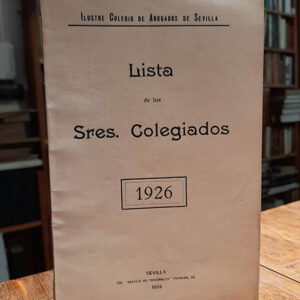 Ilustre Colegio de Abogados de Sevilla
Lista
de los
Sres. Colegiados
1926
SEVILLA
1926